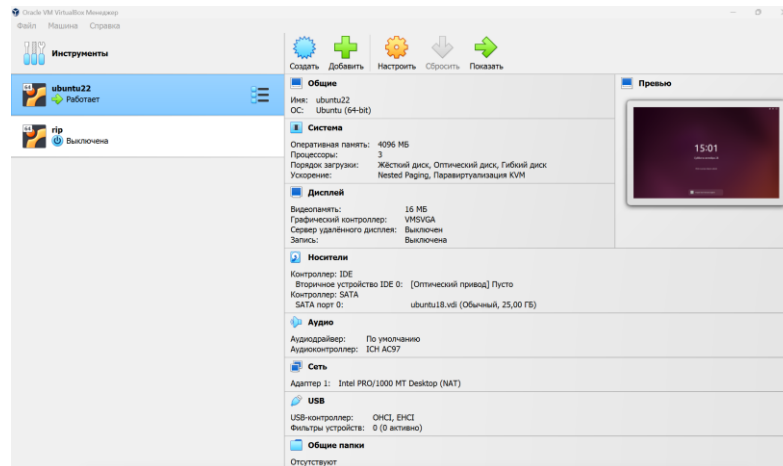 Oracle VM VirtualBox Менеджер
Файл Машина Справка
Инструменты
Создать Добавить Настроить Сбросить Показать
64 ubuntu22
Работает
64 rip
Выключена
Общие
Имя: ubuntu22
ОС: Ubuntu (64-bit)
Система
Оперативная память: 4096 МБ
Процессоры: 3
Порядок загрузки: Жёсткий диск, Оптический диск, Гибкий диск
Ускорение: Nested Paging, Паравиртуализация KVM
Дисплей
Видеопамять: 16 МБ
Графический контроллер: VMSVGA
Сервер удалённого дисплея: Выключен
Запись: Выключена
Носители
Контроллер: IDE
Вторичное устройство IDE 0: [Оптический привод] Пусто
Контроллер: SATA
SATA порт 0: ubuntu18.vdi (Обычный, 25,00 ГБ)
Аудио
Аудиодрайвер: По умолчанию
Аудиоконтроллер: ICH AC97
Сеть
Адаптер 1: Intel PRO/1000 MT Desktop (NAT)
USB
USB-контроллер: OHCI, EHCI
Фильтры устройств: 0 (0 активно)
Общие папки
Отсутствуют
Превью
15:01